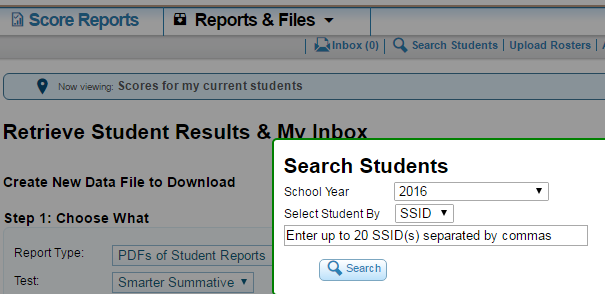 Score Reports Reports & Files
Inbox (0) | Search Students | Upload Rosters |
Now viewing: Scores for my current students
Retrieve Student Results & My Inbox
Create New Data File to Download
Step 1: Choose What
Report Type: PDFs of Student Reports
Test: Smarter Summative
Search Students
School Year 2016
Select Student By SSID
Enter up to 20 SSID(s) separated by commas
Search